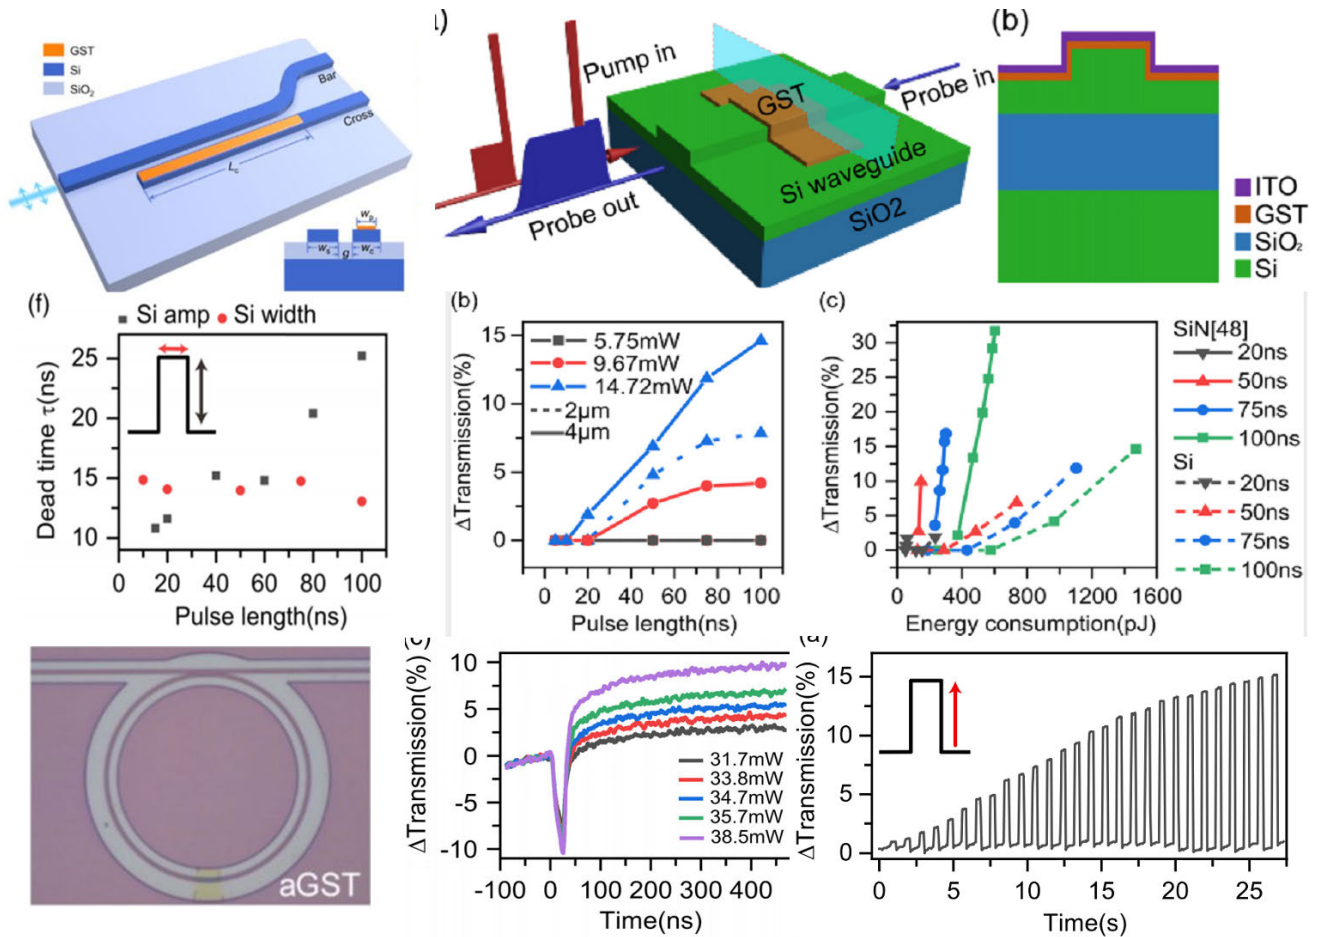 GST
Si
SiO₂
Bar
Cross
L꜀
wₚ
wₛ
g
w꜀
a)
Pump in
GST
Probe in
Si waveguide
SiO2
Probe out
(b)
ITO
GST
SiO₂
Si
(f)
Si amp
Si width
25
20
15
10
Dead time τ(ns)
0 20 40 60 80 100
Pulse length(ns)
(b)
15
10
5
0
ΔTransmission(%)
5.75mW
9.67mW
14.72mW
2μm
4μm
0 20 40 60 80 100
Pulse length(ns)
(c)
30
25
20
15
10
5
0
ΔTransmission(%)
0 400 800 1200 1600
Energy consumption(pJ)
SiN[48]
20ns
50ns
75ns
100ns
Si
20ns
50ns
75ns
100ns
aGST
10
5
0
-5
-10
ΔTransmission(%)
31.7mW
33.8mW
34.7mW
35.7mW
38.5mW
-100 0 100 200 300 400
Time(ns)
(a)
15
10
5
0
ΔTransmission(%)
0 5 10 15 20 25
Time(s)